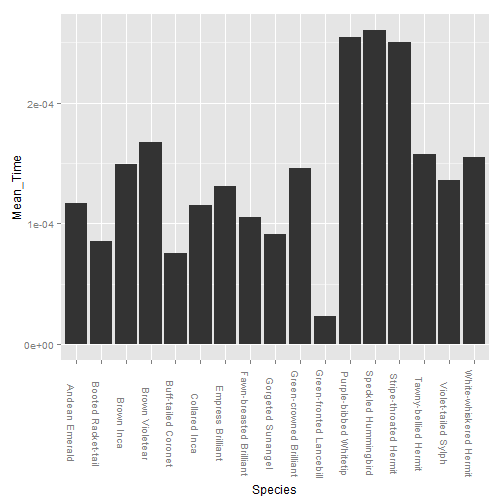 Mean_Time
2e-04
1e-04
0e+00
Andean Emerald
Booted Racket-tail
Brown Inca
Brown Violetear
Buff-tailed Coronet
Collared Inca
Empress Brilliant
Fawn-breasted Brilliant
Gorgeted Sunangel
Green-crowned Brilliant
Green-fronted Lancebill
Purple-bibbed Whitetip
Speckled Hummingbird
Stripe-throated Hermit
Tawny-bellied Hermit
Violet-tailed Sylph
White-whiskered Hermit
Species